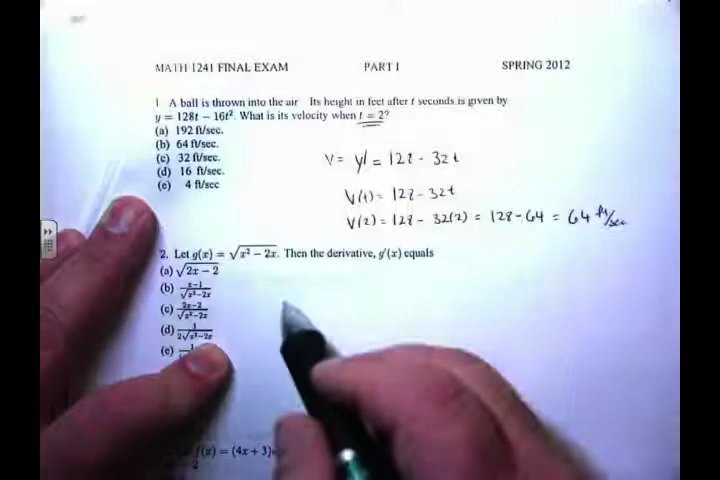 MATH 1241 FINAL EXAM PART I SPRING 2012
1 A ball is thrown into the air Its height in feet after t seconds is given by
y = 128t − 16t². What is its velocity when t = 2?
(a) 192 ft/sec.
(b) 64 ft/sec.
(c) 32 ft/sec.
(d) 16 ft/sec.
(e) 4 ft/sec
V = y' = 128 - 32t
V(t) = 128 - 32t
V(2) = 128 - 32(2) = 128 - 64 = 64 ft/sec
2. Let g(x) = √(x² − 2x). Then the derivative, g′(x) equals
(a) √(2x − 2)
(b) (x−1)/√(x²−2x)
(c) (2x−2)/√(x²−2x)
(d) 1/(2√(x²−2x))
(e) 1
f(x) = (4x + 3)